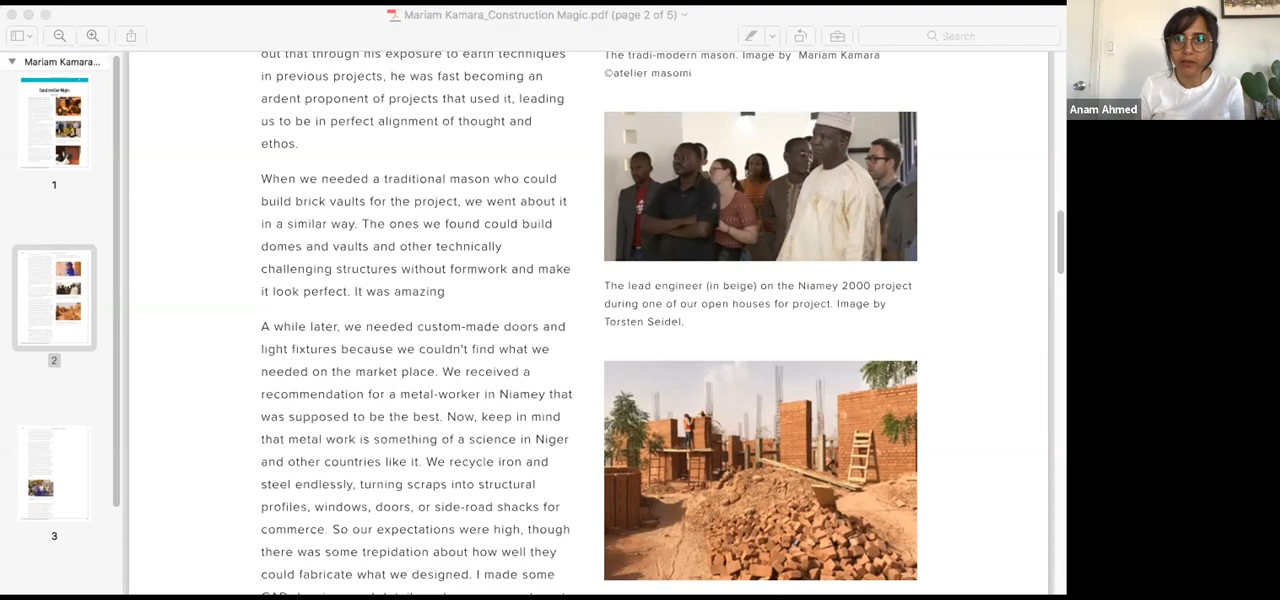 Mariam Kamara_Construction Magic.pdf (page 2 of 5)
Search
Mariam Kamara...
1
2
3
out that through his exposure to earth techniques
in previous projects, he was fast becoming an
ardent proponent of projects that used it, leading
us to be in perfect alignment of thought and
ethos.
When we needed a traditional mason who could
build brick vaults for the project, we went about it
in a similar way. The ones we found could build
domes and vaults and other technically
challenging structures without formwork and make
it look perfect. It was amazing
A while later, we needed custom-made doors and
light fixtures because we couldn't find what we
needed on the market place. We received a
recommendation for a metal-worker in Niamey that
was supposed to be the best. Now, keep in mind
that metal work is something of a science in Niger
and other countries like it. We recycle iron and
steel endlessly, turning scraps into structural
profiles, windows, doors, or side-road shacks for
commerce. So our expectations were high, though
there was some trepidation about how well they
could fabricate what we designed. I made some
The tradi-modern mason. Image by Mariam Kamara
©atelier masomi
The lead engineer (in beige) on the Niamey 2000 project
during one of our open houses for project. Image by
Torsten Seidel.
Anam Ahmed